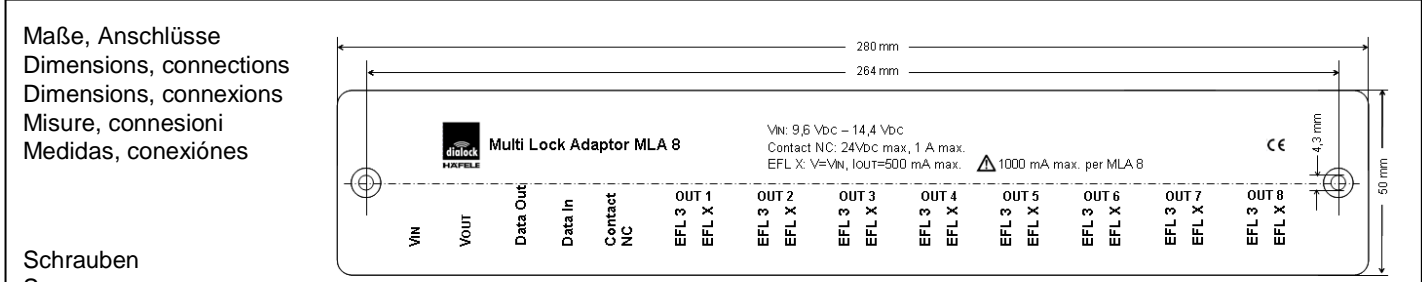 Maße, Anschlüsse
Dimensions, connections
Dimensions, connexions
Misure, connesioni
Medidas, conexiónes
Schrauben
280 mm
264 mm
dialock
HÄFELE
Multi Lock Adaptor MLA 8
VIN: 9,6 VDC – 14,4 VDC
Contact NC: 24VDC max, 1 A max.
EFL X: V=VIN, IOUT=500 mA max. ⚠ 1000 mA max. per MLA 8
CE
4,3 mm
50 mm
VIN
VOUT
Data Out
Data In
Contact
NC
OUT 1
EFL 3
EFL X
OUT 2
EFL 3
EFL X
OUT 3
EFL 3
EFL X
OUT 4
EFL 3
EFL X
OUT 5
EFL 3
EFL X
OUT 6
EFL 3
EFL X
OUT 7
EFL 3
EFL X
OUT 8
EFL 3
EFL X